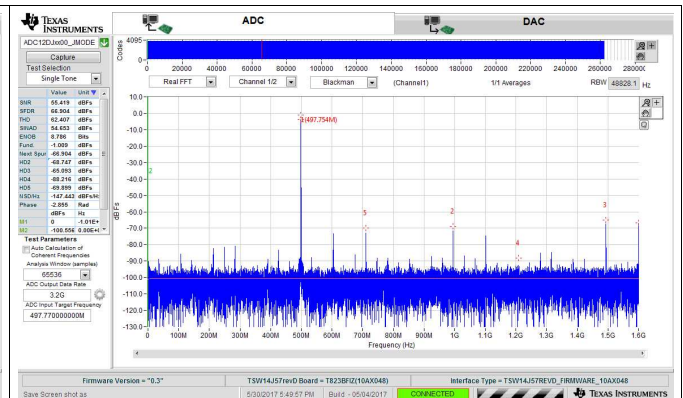 TEXAS INSTRUMENTS
ADC
DAC
ADC12DJxx00_JMODE
Capture
Test Selection
Single Tone
Value Unit
SNR 55.419 dBFs
SFDR 66.904 dBFs
THD 62.407 dBFs
SINAD 54.653 dBFs
ENOB 8.786 Bits
Fund. -1.009 dBFs
Next Spur -66.904 dBFs
HD2 -68.747 dBFs
HD3 -65.093 dBFs
HD4 -88.216 dBFs
HD5 -69.899 dBFs
NSD/Hz -147.443 dBFs/H
Phase -2.855 Rad
dBFs Hz
M1 0 -1.01E+
M2 -100.556 0.00E+
Test Parameters
Auto Calculation of
Coherent Frequencies
Analysis Window (samples)
65536
ADC Output Data Rate
3.2G
ADC Input Target Frequency
497.770000000M
Codes
4095
0
0 20000 40000 60000 80000 100000 120000 140000 160000 180000 200000 220000 240000 260000 280000
Real FFT
Channel 1/2
Blackman
(Channel1)
1/1 Averages
RBW 48828.1 Hz
10.0
0.0
-10.0
-20.0
-30.0
-40.0
-50.0
-60.0
-70.0
-80.0
-90.0
-100.0
-110.0
-120.0
-130.0
dBFs
2
(497.754M)
5
2
4
3
0 100M 200M 300M 400M 500M 600M 700M 800M 900M 1G 1.1G 1.2G 1.3G 1.4G 1.5G 1.6G
Frequency (Hz)
Firmware Version = "0.3"
TSW14J57revD Board = T823BFIZ(10AX048)
Interface Type = TSW14J57REVD_FIRMWARE_10AX048
Save Screen shot as
5/30/2017 5:49:57 PM
Build - 05/04/2017
CONNECTED
TEXAS INSTRUMENTS